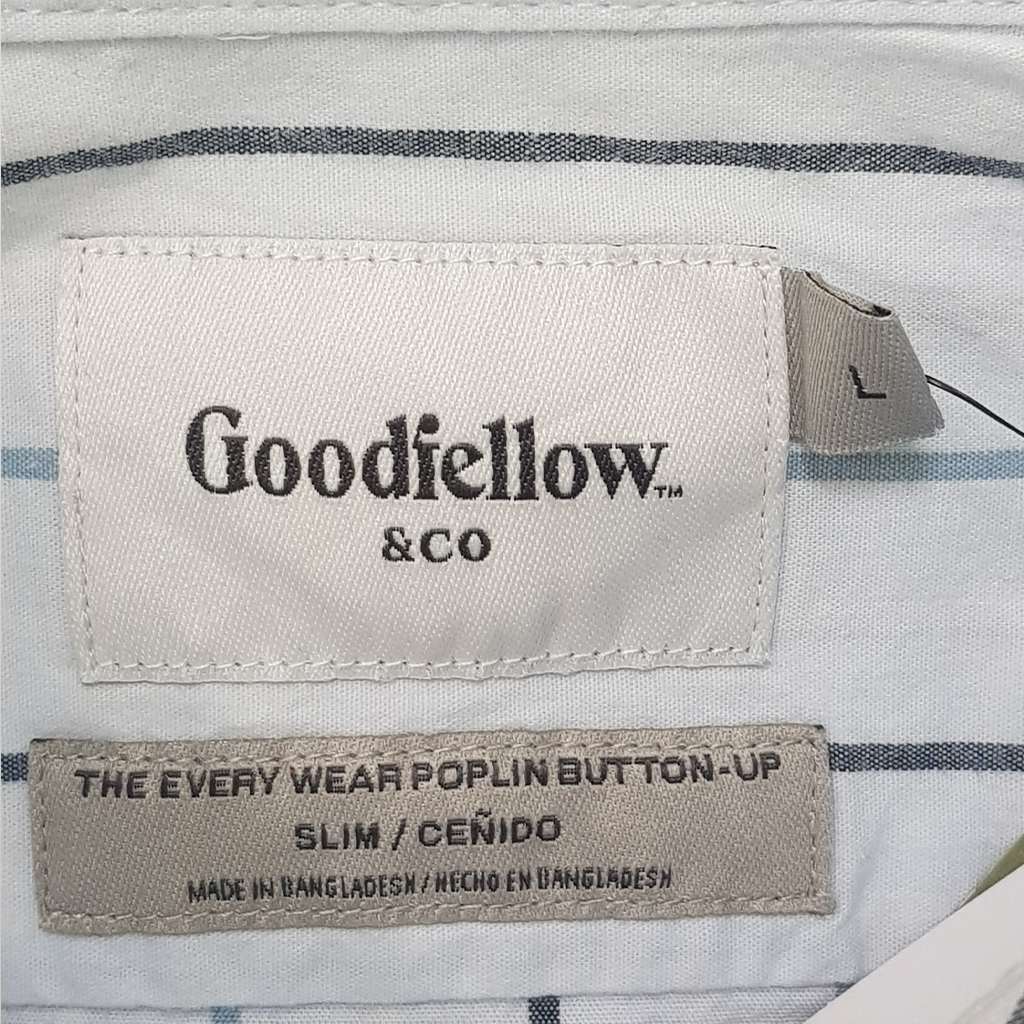 Goodfellow™
&CO
L
THE EVERY WEAR POPLIN BUTTON-UP
SLIM / CEÑIDO
MADE IN BANGLADESH / HECHO EN BANGLADESH